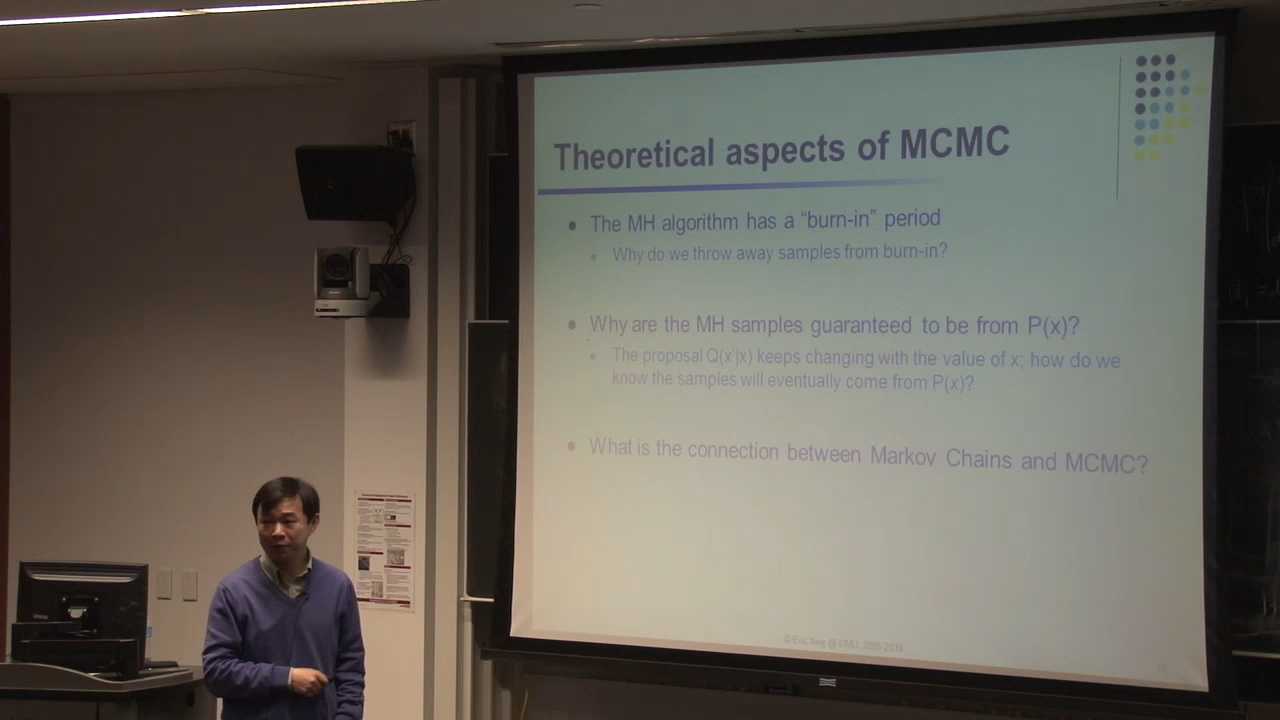 Theoretical aspects of MCMC
The MH algorithm has a “burn-in” period
Why do we throw away samples from burn-in?
Why are the MH samples guaranteed to be from P(x)?
The proposal Q(x'|x) keeps changing with the value of x; how do we
know the samples will eventually come from P(x)?
What is the connection between Markov Chains and MCMC?
© Eric Xing @ CMU, 2005-2014